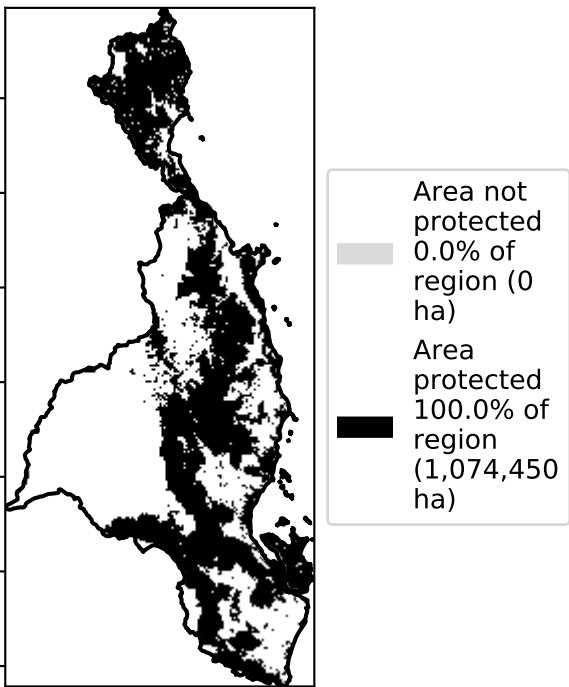 Area not
protected
0.0% of
region (0
ha)
Area
protected
100.0% of
region
(1,074,450
ha)